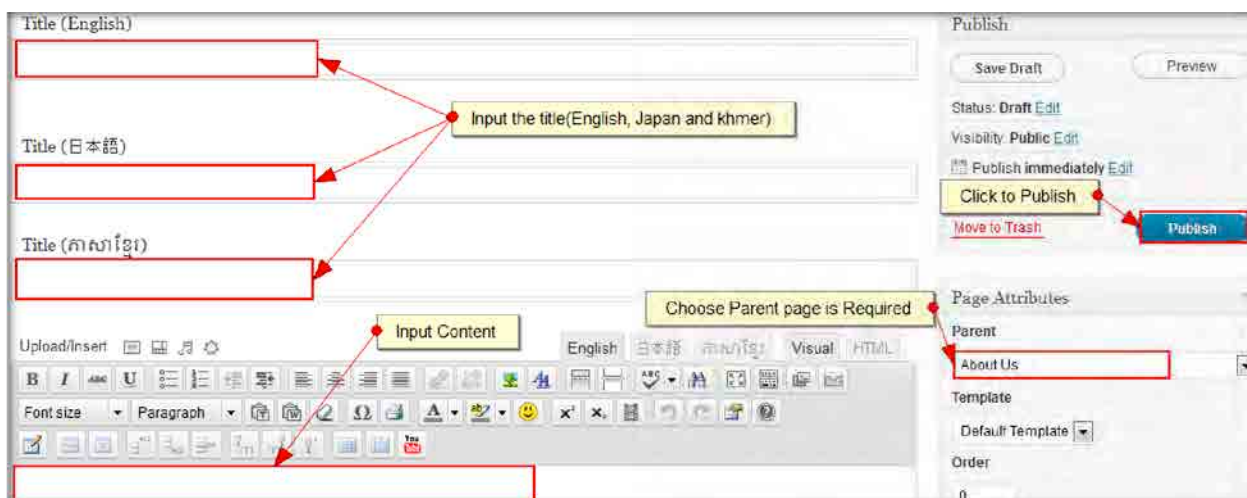 Title (English)
Input the title(English, Japan and khmer)
Title (日本語)
Title (ភាសាខ្មែរ)
Input Content
Upload/Insert
English 日本語 ភាសាខ្មែរ Visual HTML
B I ABC U ABC
Font size Paragraph
Publish
Save Draft Preview
Status: Draft Edit
Visibility: Public Edit
Publish immediately Edit
Click to Publish
Move to Trash Publish
Choose Parent page is Required
Page Attributes
Parent
About Us
Template
Default Template
Order
0